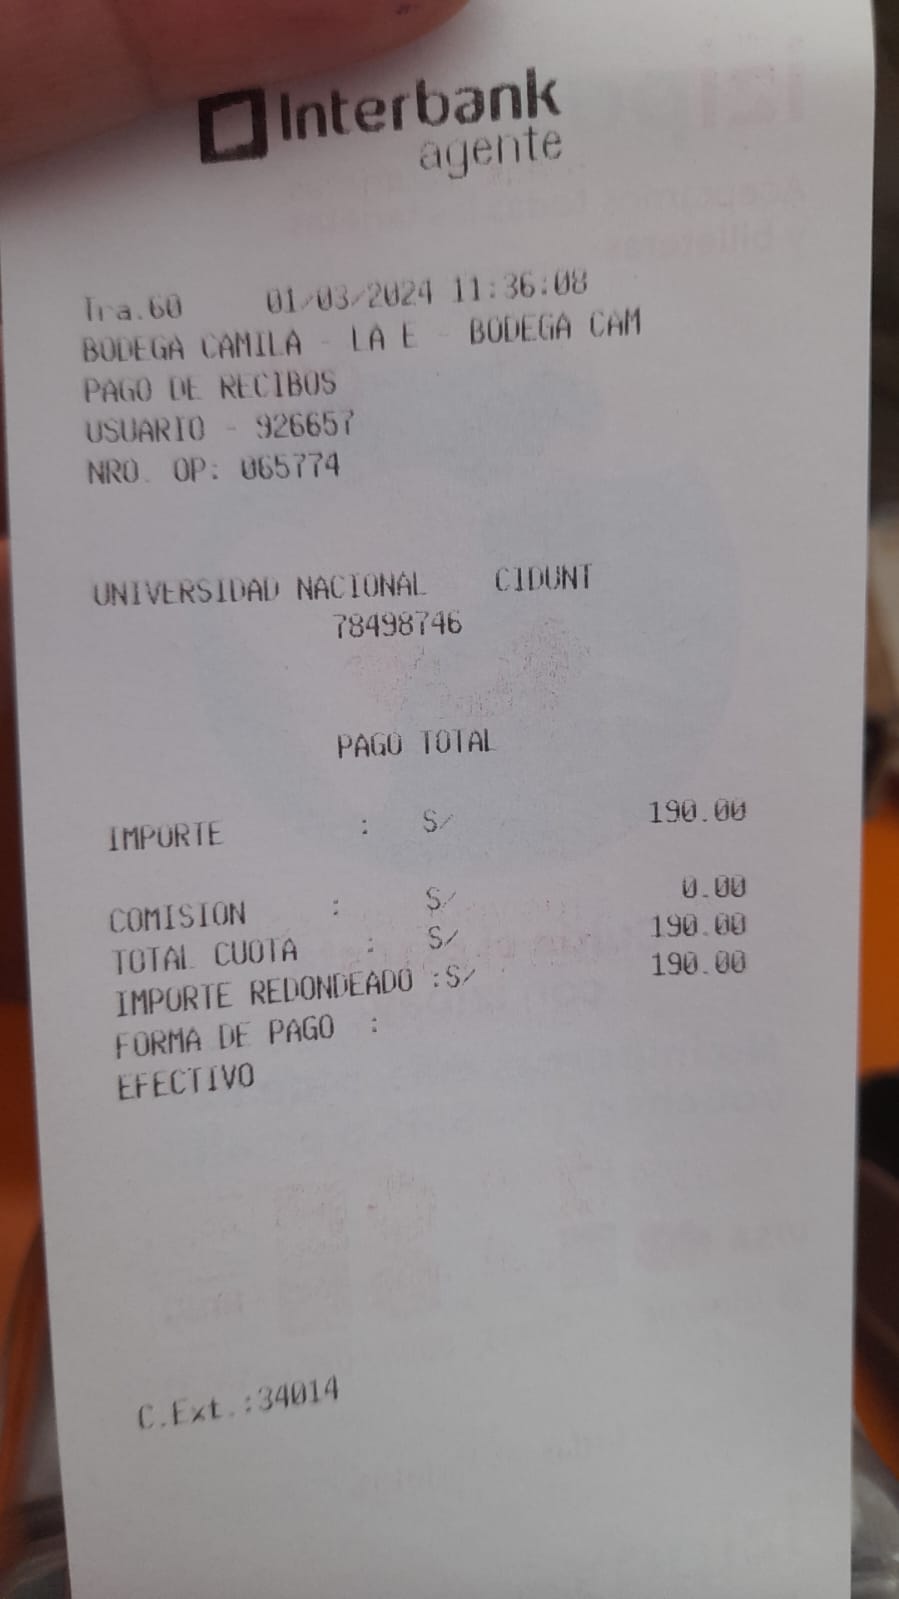 Interbank
agente
Tra.60 01/03/2024 11:36:08
BODEGA CAMILA - LA E - BODEGA CAM
PAGO DE RECIBOS
USUARIO - 926657
NRO. OP: 065774
UNIVERSIDAD NACIONAL CIDUNT
78498746
PAGO TOTAL
IMPORTE : S/ 190.00
COMISION : S/ 0.00
TOTAL CUOTA : S/ 190.00
IMPORTE REDONDEADO :S/ 190.00
FORMA DE PAGO :
EFECTIVO
C.Ext.:34014